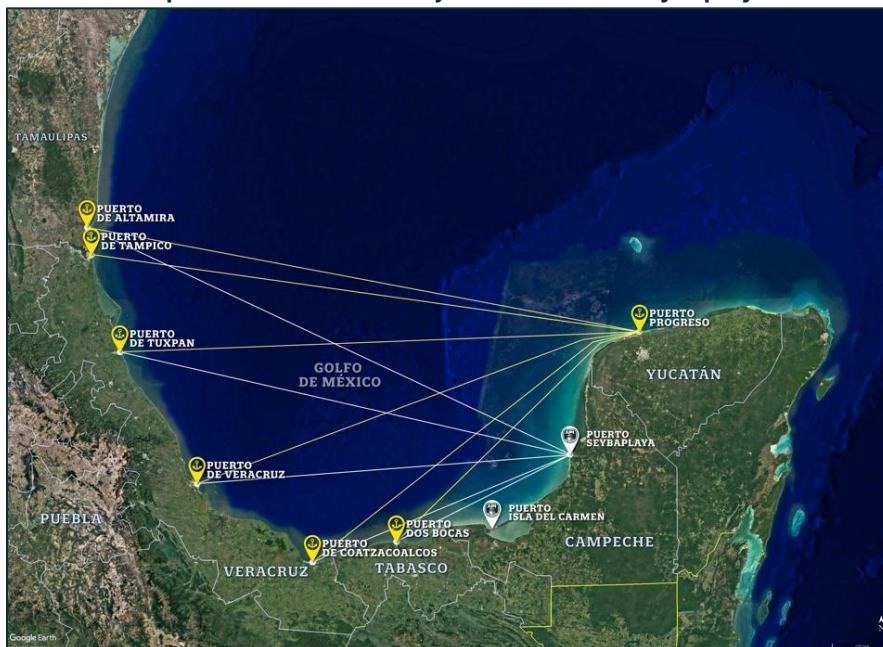 TAMAULIPAS
PUERTO
DE ALTAMIRA
PUERTO
DE TAMPICO
PUERTO
DE TUXPAN
GOLFO
DE MÉXICO
PUERTO
PROGRESO
YUCATÁN
PUERTO
SEYBAPLAYA
PUERTO
DE VERACRUZ
PUERTO
ISLA DEL CARMEN
PUEBLA
PUERTO
DOS BOCAS
CAMPECHE
PUERTO
DE COATZACOALCOS
VERACRUZ
TABASCO
Google Earth
N